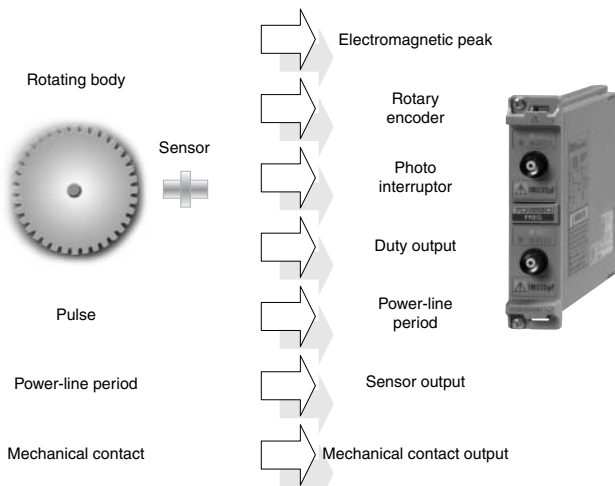 Electromagnetic peak
Rotating body
Rotary
encoder
Sensor
Photo
interruptor
Duty output
Pulse
Power-line
period
Power-line period
Sensor output
Mechanical contact
Mechanical contact output
FREQ